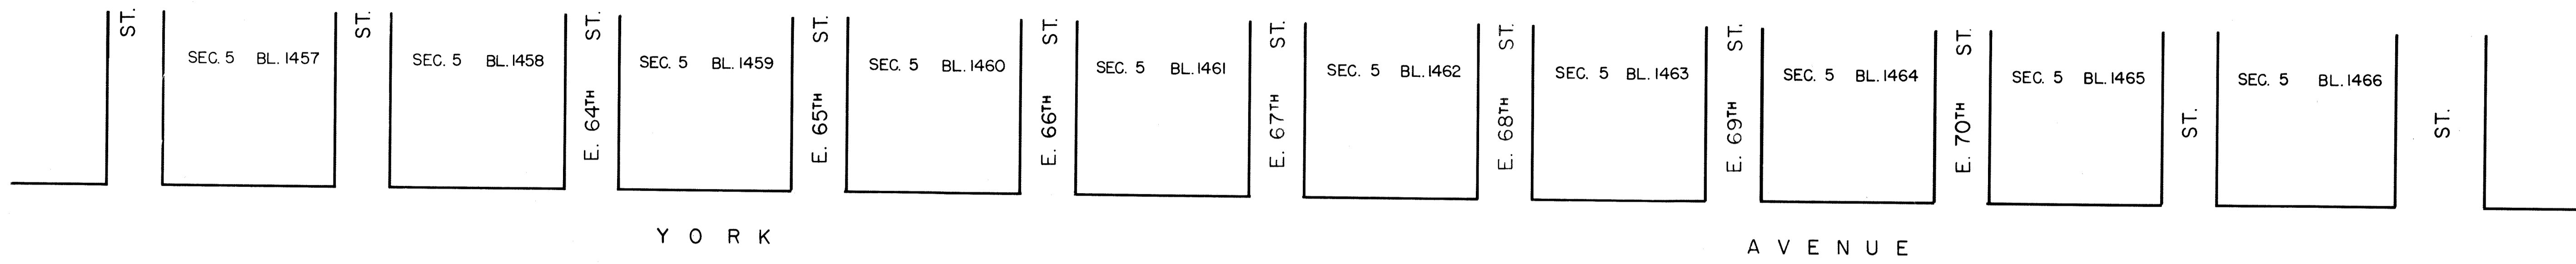 ST.
SEC. 5 BL. 1457
ST.
SEC. 5 BL. 1458
E. 64TH ST.
SEC. 5 BL. 1459
E. 65TH ST.
SEC. 5 BL. 1460
E. 66TH ST.
SEC. 5 BL. 1461
E. 67TH ST.
SEC. 5 BL. 1462
E. 68TH ST.
SEC. 5 BL. 1463
E. 69TH ST.
SEC. 5 BL. 1464
E. 70TH ST.
SEC. 5 BL. 1465
ST.
SEC. 5 BL. 1466
ST.
YORK AVENUE